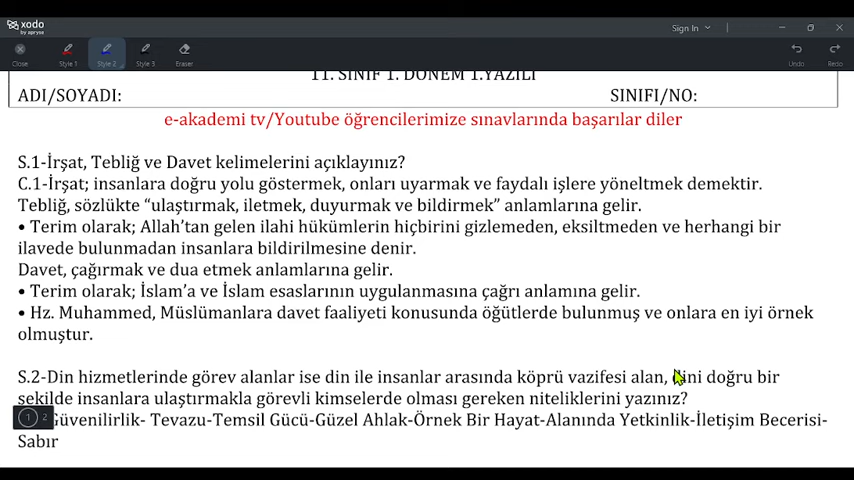 xodo
by apryse
Sign In
Close
Style 1
Style 2
Style 3
Eraser
Undo
Redo
11. SINIF 1. DÖNEM 1.YAZILI
ADI/SOYADI: SINIFI/NO:
e-akademi tv/Youtube öğrencilerimize sınavlarında başarılar diler
S.1-İrşat, Tebliğ ve Davet kelimelerini açıklayınız?
C.1-İrşat; insanlara doğru yolu göstermek, onları uyarmak ve faydalı işlere yöneltmek demektir.
Tebliğ, sözlükte “ulaştırmak, iletmek, duyurmak ve bildirmek” anlamlarına gelir.
• Terim olarak; Allah’tan gelen ilahi hükümlerin hiçbirini gizlemeden, eksiltmeden ve herhangi bir
ilavede bulunmadan insanlara bildirilmesine denir.
Davet, çağırmak ve dua etmek anlamlarına gelir.
• Terim olarak; İslam’a ve İslam esaslarının uygulanmasına çağrı anlamına gelir.
• Hz. Muhammed, Müslümanlara davet faaliyeti konusunda öğütlerde bulunmuş ve onlara en iyi örnek
olmuştur.
S.2-Din hizmetlerinde görev alanlar ise din ile insanlar arasında köprü vazifesi alan, dini doğru bir
şekilde insanlara ulaştırmakla görevli kimselerde olması gereken niteliklerini yazınız?
1 2
Güvenilirlik- Tevazu-Temsil Gücü-Güzel Ahlak-Örnek Bir Hayat-Alanında Yetkinlik-İletişim Becerisi-
Sabır